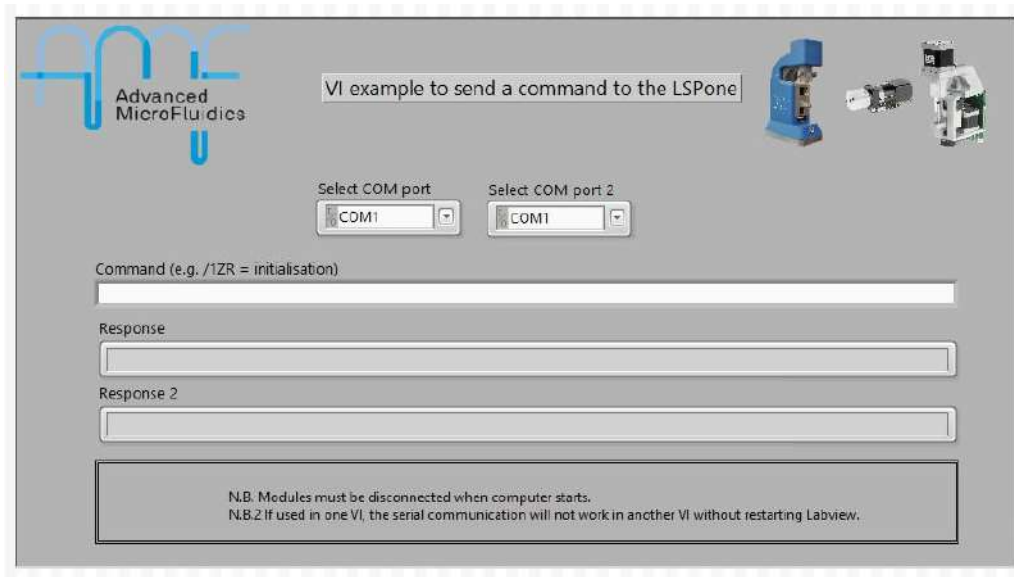 Advanced
MicroFluidics
VI example to send a command to the LSPone
Select COM port
Select COM port 2
COM1
COM1
Command (e.g. /1ZR = initialisation)
Response
Response 2
N.B. Modules must be disconnected when computer starts.
N.B.2 If used in one VI, the serial communication will not work in another VI without restarting Labview.